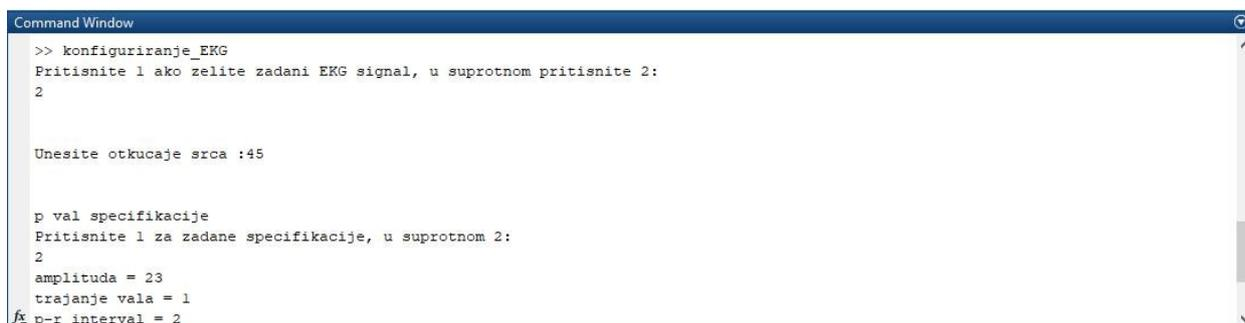 Command Window
>> konfiguriranje_EKG
Pritisnite 1 ako zelite zadani EKG signal, u suprotnom pritisnite 2:
2
Unesite otkucaje srca :45
p val specifikacije
Pritisnite 1 za zadane specifikacije, u suprotnom 2:
2
amplituda = 23
trajanje vala = 1
fx p-r interval = 2